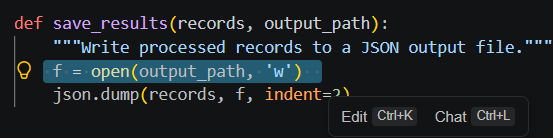 def save_results(records, output_path):
    """Write processed records to a JSON output file."""
    f = open(output_path, 'w')
    json.dump(records, f, indent=2)
Edit Ctrl+K Chat Ctrl+L